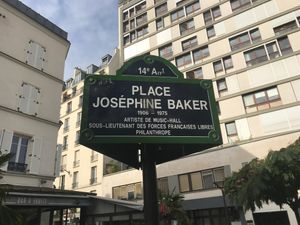 14e Arrt
PLACE
JOSÉPHINE BAKER
1906 - 1975
ARTISTE DE MUSIC-HALL
SOUS-LIEUTENANT DES FORCES FRANÇAISES LIBRES
PHILANTHROPE